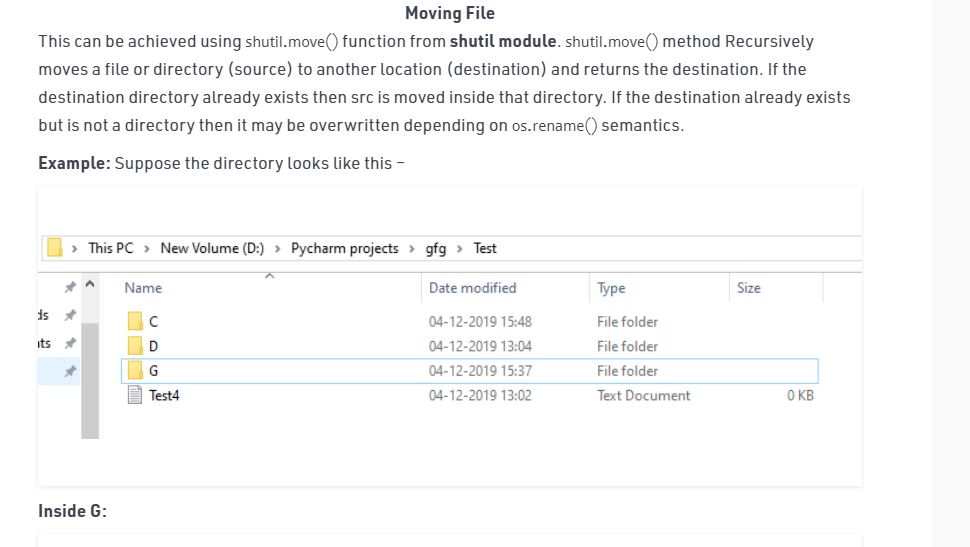 Moving File
This can be achieved using shutil.move() function from shutil module. shutil.move() method Recursively
moves a file or directory (source) to another location (destination) and returns the destination. If the
destination directory already exists then src is moved inside that directory. If the destination already exists
but is not a directory then it may be overwritten depending on os.rename() semantics.
Example: Suppose the directory looks like this –
This PC > New Volume (D:) > Pycharm projects > gfg > Test
Name Date modified Type Size
ds
C 04-12-2019 15:48 File folder
nts
D 04-12-2019 13:04 File folder
G 04-12-2019 15:37 File folder
Test4 04-12-2019 13:02 Text Document 0 KB
Inside G: